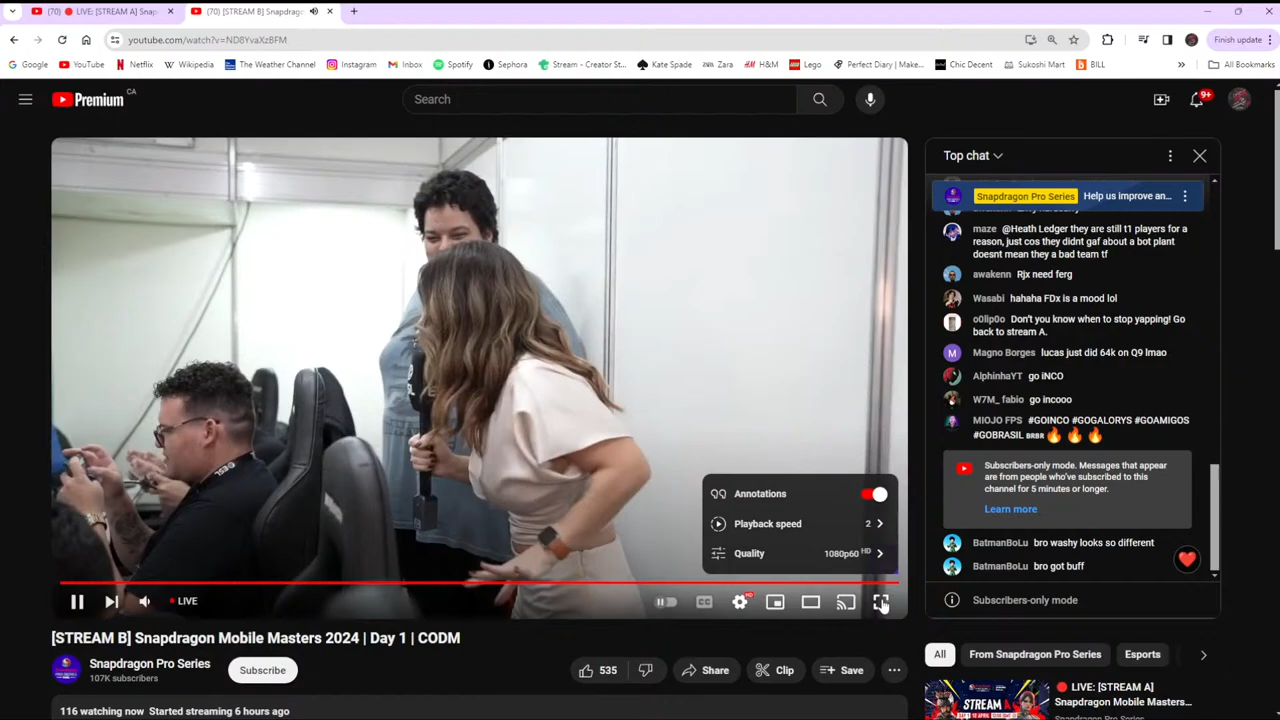 (70) 🔴 LIVE: [STREAM A] Snap
(70) [STREAM B] Snapdrago
youtube.com/watch?v=ND8YvaXzBFM
Finish update
Google
YouTube
Netflix
Wikipedia
The Weather Channel
Instagram
Inbox
Spotify
Sephora
Stream - Creator St...
Kate Spade
Zara
H&M
Lego
Perfect Diary | Make...
Chic Decent
Sukoshi Mart
BILL
All Bookmarks
Premium CA
Search
9+
Top chat
Snapdragon Pro Series Help us improve an...
maze @Heath Ledger they are still t1 players for a
reason, just cos they didnt gaf about a bot plant
doesnt mean they a bad team tf
awakenn Rjx need ferg
Wasabi hahaha FDx is a mood lol
o0lip0o Don't you know when to stop yapping! Go
back to stream A.
Magno Borges lucas just did 64k on Q9 lmao
AlphinhaYT go iNCO
W7M_ fabio go incooo
MIOJO FPS #GOINCO #GOGALORYS #GOAMIGOS
#GOBRASIL BRBR🔥🔥🔥
Subscribers-only mode. Messages that appear
are from people who've subscribed to this
channel for 5 minutes or longer.
Learn more
BatmanBoLu bro washy looks so different
BatmanBoLu bro got buff
Subscribers-only mode
Annotations
Playback speed 2
Quality 1080p60 HD
LIVE
HD
[STREAM B] Snapdragon Mobile Masters 2024 | Day 1 | CODM
Snapdragon Pro Series
107K subscribers
Subscribe
535
Share
Clip
Save
116 watching now Started streaming 6 hours ago
All
From Snapdragon Pro Series
Esports
🔴 LIVE: [STREAM A]
Snapdragon Mobile Masters...